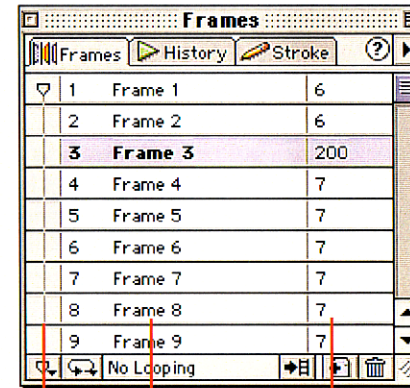 Frames
Frames History Stroke ?
1 Frame 1 6
2 Frame 2 6
3 Frame 3 200
4 Frame 4 7
5 Frame 5 7
6 Frame 6 7
7 Frame 7 7
8 Frame 8 7
9 Frame 9 7
No Looping